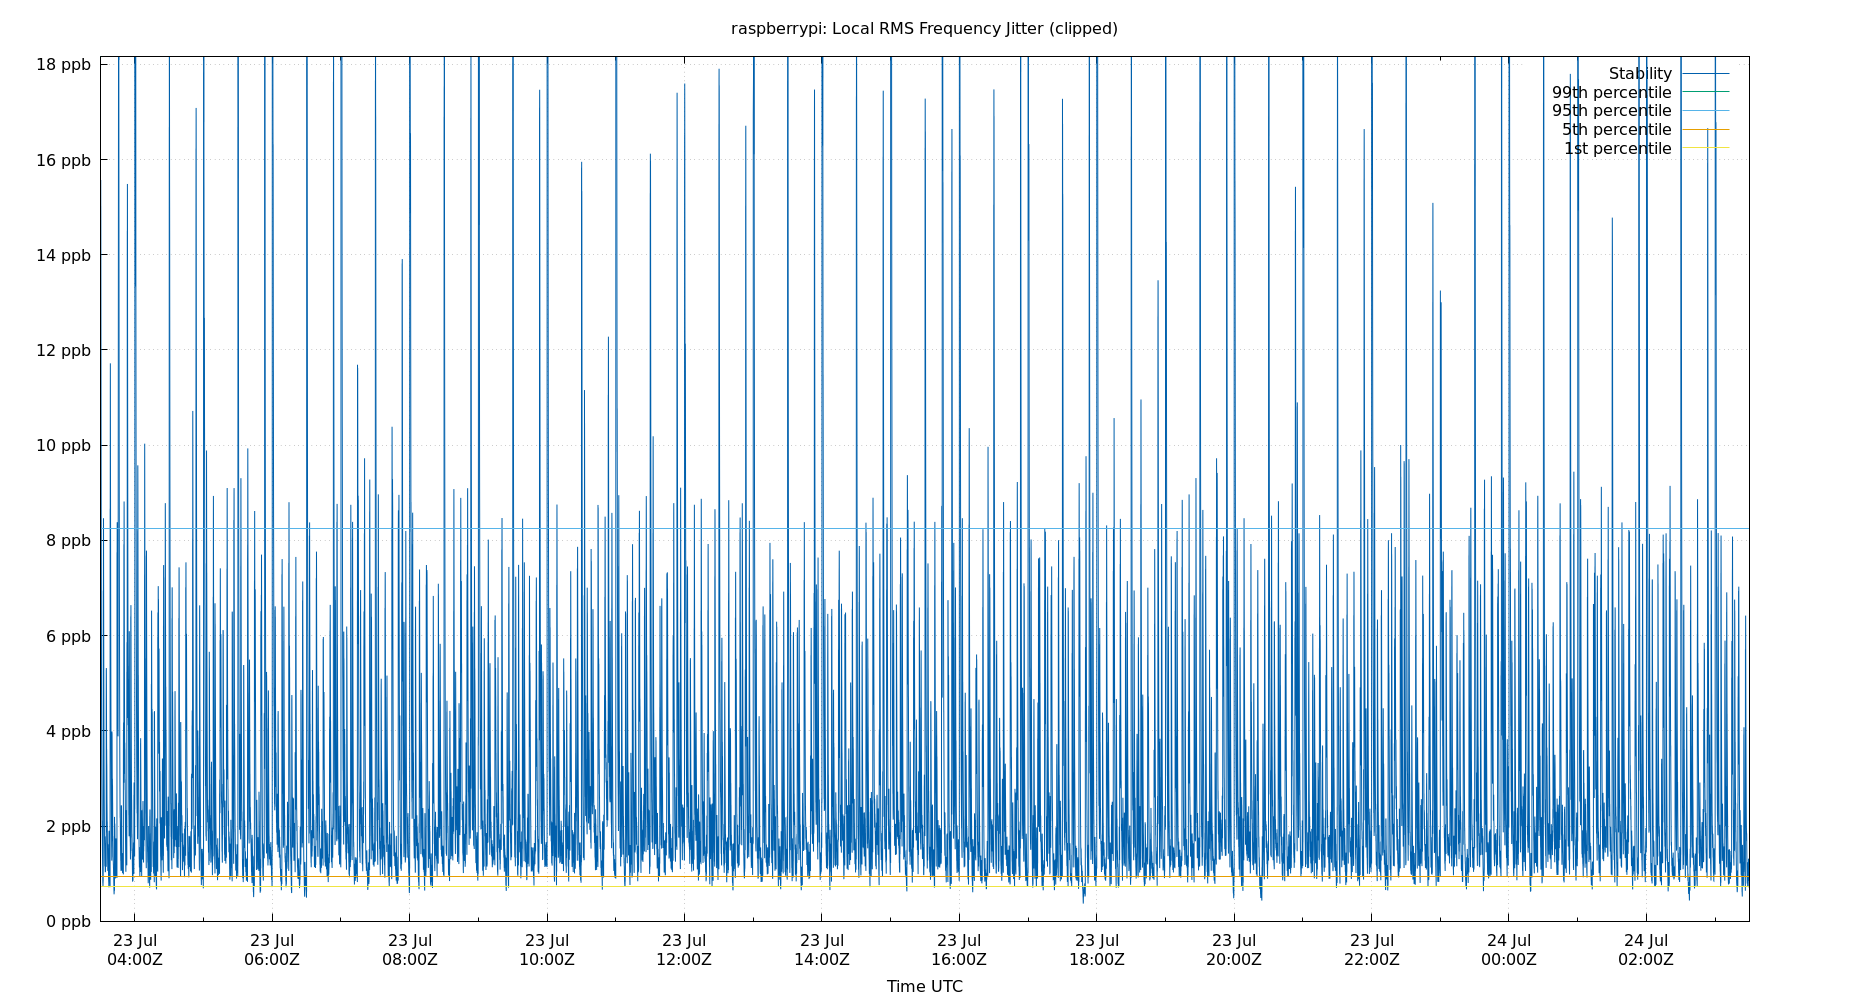 raspberrypi: Local RMS Frequency Jitter (clipped)
18 ppb
16 ppb
14 ppb
12 ppb
10 ppb
8 ppb
6 ppb
4 ppb
2 ppb
0 ppb
Stability
99th percentile
95th percentile
5th percentile
1st percentile
23 Jul 23 Jul 23 Jul 23 Jul 23 Jul 23 Jul 23 Jul 23 Jul 23 Jul 23 Jul 24 Jul 24 Jul
04:00Z 06:00Z 08:00Z 10:00Z 12:00Z 14:00Z 16:00Z 18:00Z 20:00Z 22:00Z 00:00Z 02:00Z
Time UTC